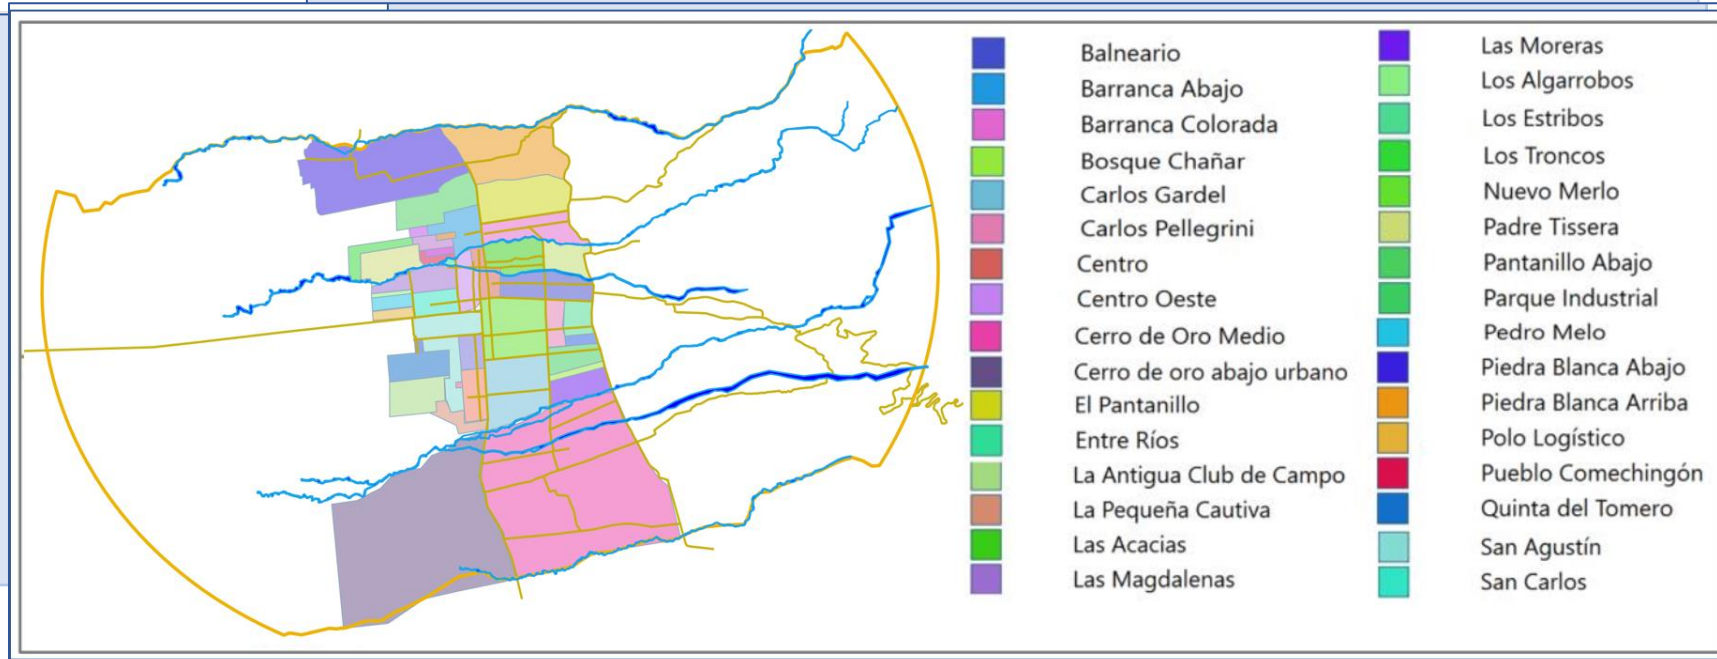 Balneario
Barranca Abajo
Barranca Colorada
Bosque Chañar
Carlos Gardel
Carlos Pellegrini
Centro
Centro Oeste
Cerro de Oro Medio
Cerro de oro abajo urbano
El Pantanillo
Entre Ríos
La Antigua Club de Campo
La Pequeña Cautiva
Las Acacias
Las Magdalenas
Las Moreras
Los Algarrobos
Los Estribos
Los Troncos
Nuevo Merlo
Padre Tissera
Pantanillo Abajo
Parque Industrial
Pedro Melo
Piedra Blanca Abajo
Piedra Blanca Arriba
Polo Logístico
Pueblo Comechingón
Quinta del Tomero
San Agustín
San Carlos